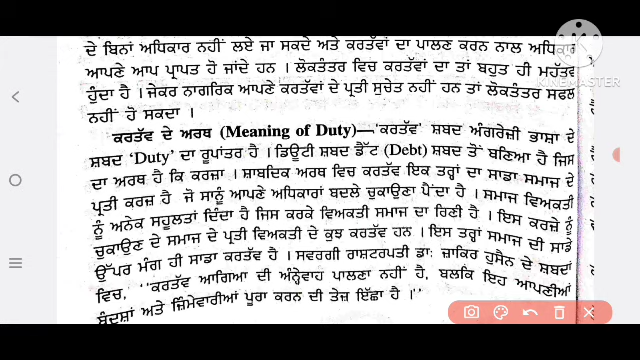 ਦੇ ਬਿਨਾਂ ਅਧਿਕਾਰ ਨਹੀਂ ਲਏ ਜਾ ਸਕਦੇ ਅਤੇ ਕਰਤੱਵਾਂ ਦਾ ਪਾਲਣ ਕਰਨ ਨਾਲ ਅਧਿਕਾਰ
ਆਪਣੇ ਆਪ ਪ੍ਰਾਪਤ ਹੋ ਜਾਂਦੇ ਹਨ । ਲੋਕਤੰਤਰ ਵਿਚ ਕਰਤੱਵਾਂ ਦਾ ਤਾਂ ਬਹੁਤ ਹੀ ਮਹੱਤਵ
ਹੁੰਦਾ ਹੈ । ਜੇਕਰ ਨਾਗਰਿਕ ਆਪਣੇ ਕਰਤੱਵਾਂ ਦੇ ਪ੍ਰਤੀ ਸੁਚੇਤ ਨਹੀਂ ਹਨ ਤਾਂ ਲੋਕਤੰਤਰ ਸਫਲ
ਨਹੀਂ ਹੋ ਸਕਦਾ ।
ਕਰਤੱਵ ਦੇ ਅਰਥ (Meaning of Duty)—'ਕਰਤੱਵ' ਸ਼ਬਦ ਅੰਗਰੇਜ਼ੀ ਭਾਸ਼ਾ ਦੇ
ਸ਼ਬਦ 'Duty' ਦਾ ਰੂਪਾਂਤਰ ਹੈ । ਡਿਊਟੀ ਸ਼ਬਦ ਡੈੱਟ (Debt) ਸ਼ਬਦ ਤੋਂ ਬਣਿਆ ਹੈ ਜਿਸ
ਦਾ ਅਰਥ ਹੈ ਕਿ ਕਰਜ਼ਾ । ਸ਼ਾਬਦਿਕ ਅਰਥ ਵਿਚ ਕਰਤੱਵ ਇਕ ਤਰ੍ਹਾਂ ਦਾ ਸਾਡਾ ਸਮਾਜ ਦੇ
ਪ੍ਰਤੀ ਕਰਜ਼ ਹੈ ਜੋ ਸਾਨੂੰ ਆਪਣੇ ਅਧਿਕਾਰਾਂ ਬਦਲੇ ਚੁਕਾਉਣਾ ਪੈਂਦਾ ਹੈ । ਸਮਾਜ ਵਿਅਕਤੀ
ਨੂੰ ਅਨੇਕ ਸਹੂਲਤਾਂ ਦਿੰਦਾ ਹੈ ਜਿਸ ਕਰਕੇ ਵਿਅਕਤੀ ਸਮਾਜ ਦਾ ਰਿਣੀ ਹੈ । ਇਸ ਕਰਜ਼ੇ ਨੂੰ
ਚੁਕਾਉਣ ਦੇ ਸਮਾਜ ਦੇ ਪ੍ਰਤੀ ਵਿਅਕਤੀ ਦੇ ਕੁਝ ਕਰਤੱਵ ਹਨ । ਇਸ ਤਰ੍ਹਾਂ ਸਮਾਜ ਦੀ ਸਾਡੇ
ਉੱਪਰ ਮੰਗ ਹੀ ਸਾਡਾ ਕਰਤੱਵ ਹੈ । ਸਵਰਗੀ ਰਾਸ਼ਟਰਪਤੀ ਡਾਃ ਜ਼ਾਕਿਰ ਹੁਸੈਨ ਦੇ ਸ਼ਬਦਾਂ
ਵਿਚ, ''ਕਰਤੱਵ ਆਗਿਆ ਦੀ ਅੰਨ੍ਹੇਵਾਹ ਪਾਲਣਾ ਨਹੀਂ ਹੈ, ਬਲਕਿ ਇਹ ਆਪਣੀਆਂ
ਬੰਦਸ਼ਾਂ ਅਤੇ ਜ਼ਿੰਮੇਵਾਰੀਆਂ ਪੂਰਾ ਕਰਨ ਦੀ ਤੇਜ਼ ਇੱਛਾ ਹੈ ।''
KINEMASTER